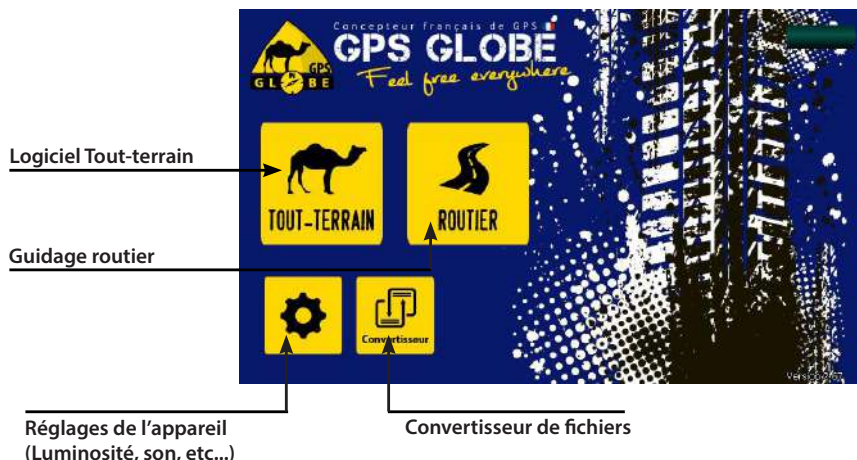 Concepteur français de GPS
GPS GLOBE
Feel free everywhere
GPS
GL BE
N
Logiciel Tout-terrain
TOUT-TERRAIN
ROUTIER
Guidage routier
Convertisseur
Réglages de l'appareil
(Luminosité, son, etc...)
Convertisseur de fichiers